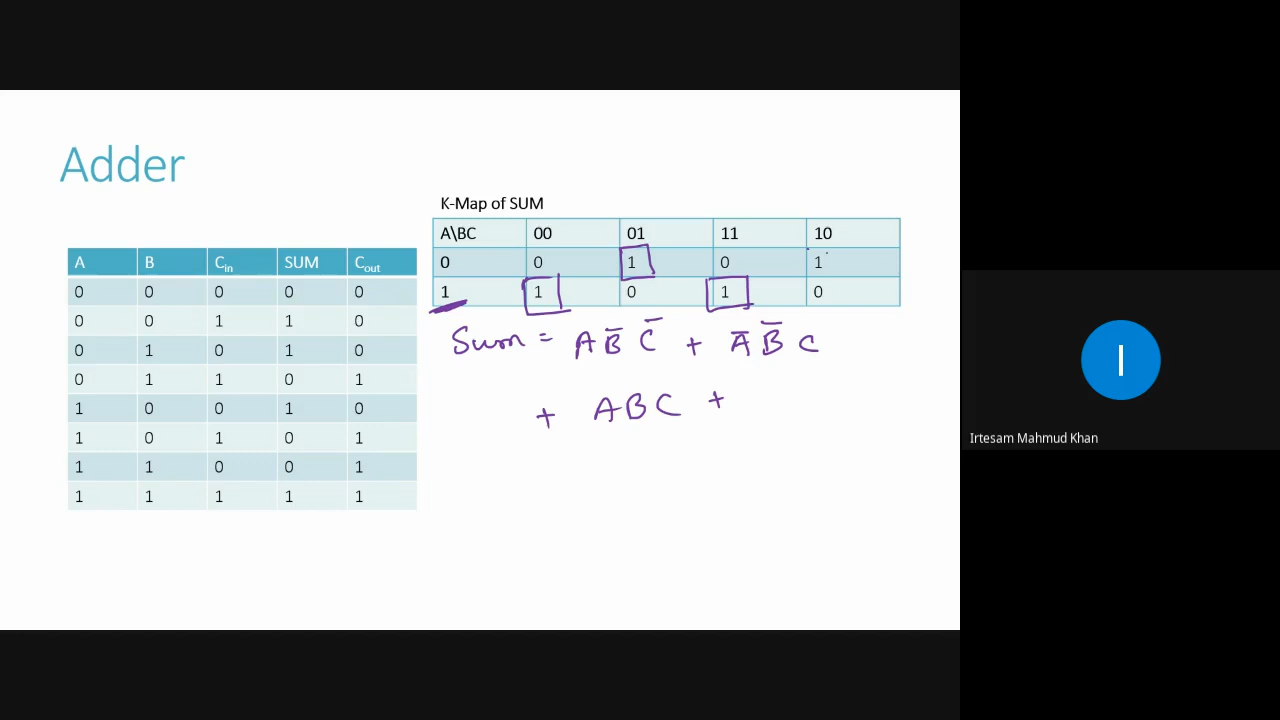 Adder
K-Map of SUM
A\BC 00 01 11 10
0 0 1 0 1
1 1 0 1 0
A B Cin SUM Cout
0 0 0 0 0
0 0 1 1 0
0 1 0 1 0
0 1 1 0 1
1 0 0 1 0
1 0 1 0 1
1 1 0 0 1
1 1 1 1 1
Sum = A B̅ C̅ + A̅ B̅ C
+ ABC +
I
Irtesam Mahmud Khan